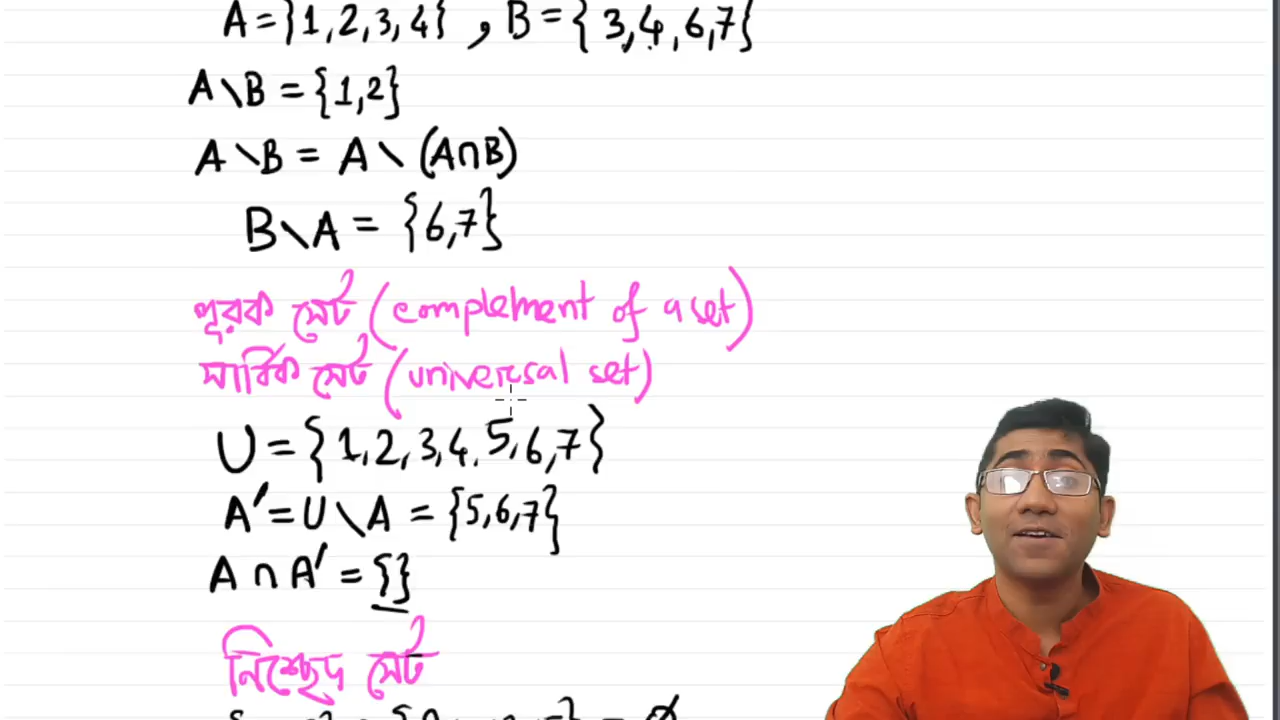 A = {1,2,3,4} , B = { 3,4,6,7}
A \ B = {1,2}
A \ B = A \ (A∩B)
B \ A = {6,7}
পূরক সেট (complement of a set)
সার্বিক সেট (universal set)
U = {1,2,3,4,5,6,7}
A′ = U \ A = {5,6,7}
A ∩ A′ = {}
নিশ্ছেদ সেট